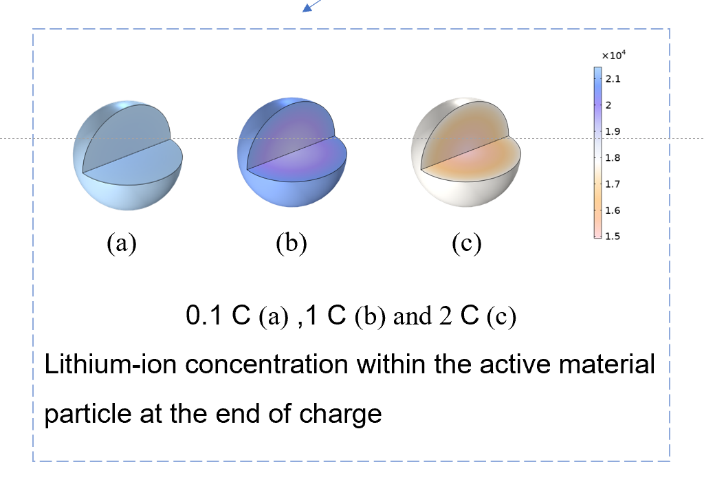 ×10⁴
2.1
2
1.9
1.8
1.7
1.6
1.5
(a) (b) (c)
0.1 C (a) ,1 C (b) and 2 C (c)
Lithium-ion concentration within the active material
particle at the end of charge